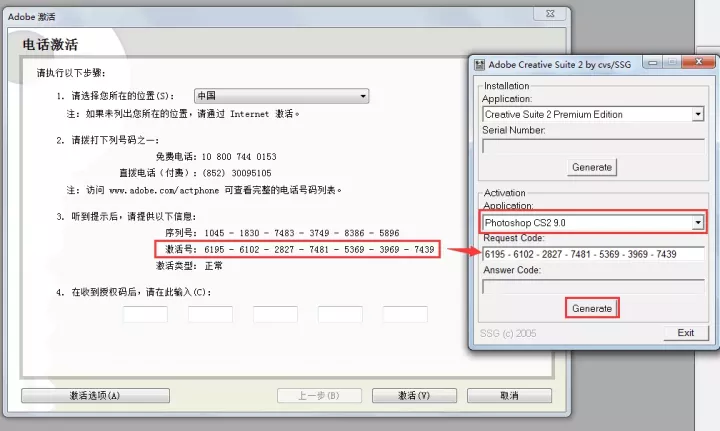 Adobe 激活
电话激活
请执行以下步骤:
1. 请选择您所在的位置(S): 中国
注: 如果未列出您所在的位置,请通过 Internet 激活。
2. 请拨打下列号码之一:
免费电话: 10 800 744 0153
直拨电话(付费): (852) 30095105
注: 访问 www.adobe.com/actphone 可查看完整的电话号码列表。
3. 听到提示后,请提供以下信息:
序列号: 1045 - 1830 - 7483 - 3749 - 8386 - 5896
激活号: 6195 - 6102 - 2827 - 7481 - 5369 - 3969 - 7439
激活类型: 正常
4. 在收到授权码后,请在此输入(C):
激活选项(A)
上一步(B)
激活(V)
取消
Adobe Creative Suite 2 by cvs/SSG
Installation
Application:
Creative Suite 2 Premium Edition
Serial Number:
Generate
Activation
Application:
Photoshop CS2 9.0
Request Code:
6195 - 6102 - 2827 - 7481 - 5369 - 3969 - 7439
Answer Code:
Generate
SSG (c) 2005
Exit